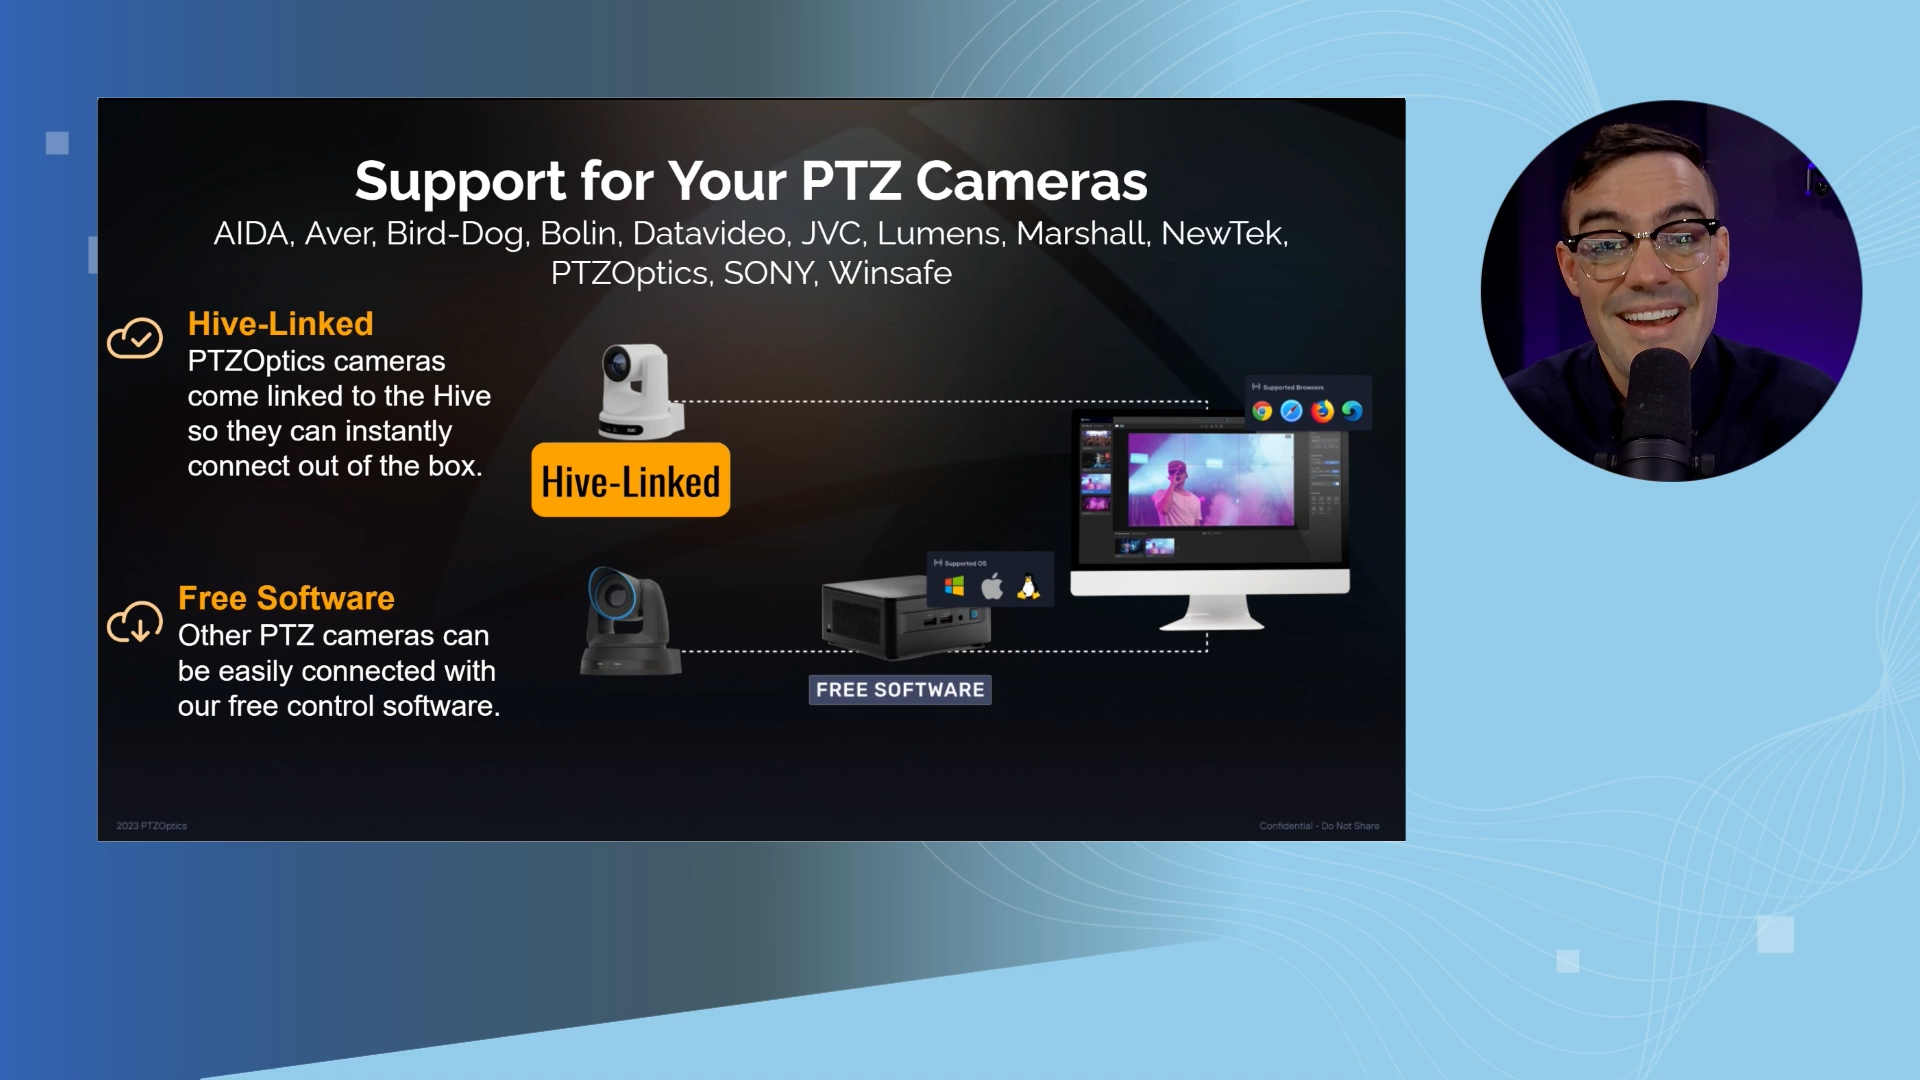 Support for Your PTZ Cameras
AIDA, Aver, Bird-Dog, Bolin, Datavideo, JVC, Lumens, Marshall, NewTek,
PTZOptics, SONY, Winsafe
Hive-Linked
PTZOptics cameras
come linked to the Hive
so they can instantly
connect out of the box.
Hive-Linked
Supported Browsers
Free Software
Other PTZ cameras can
be easily connected with
our free control software.
Supported OS
FREE SOFTWARE
2023 PTZOptics
Confidential - Do Not Share